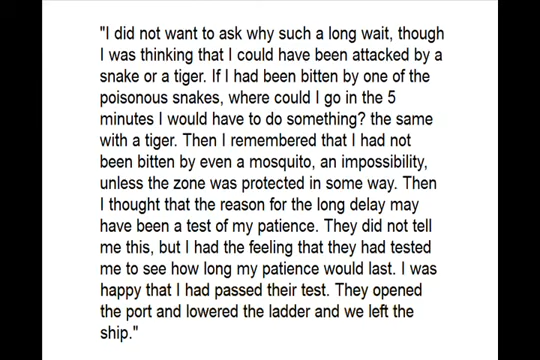 "I did not want to ask why such a long wait, though
I was thinking that I could have been attacked by a
snake or a tiger. If I had been bitten by one of the
poisonous snakes, where could I go in the 5
minutes I would have to do something? the same
with a tiger. Then I remembered that I had not
been bitten by even a mosquito, an impossibility,
unless the zone was protected in some way. Then
I thought that the reason for the long delay may
have been a test of my patience. They did not tell
me this, but I had the feeling that they had tested
me to see how long my patience would last. I was
happy that I had passed their test. They opened
the port and lowered the ladder and we left the
ship."